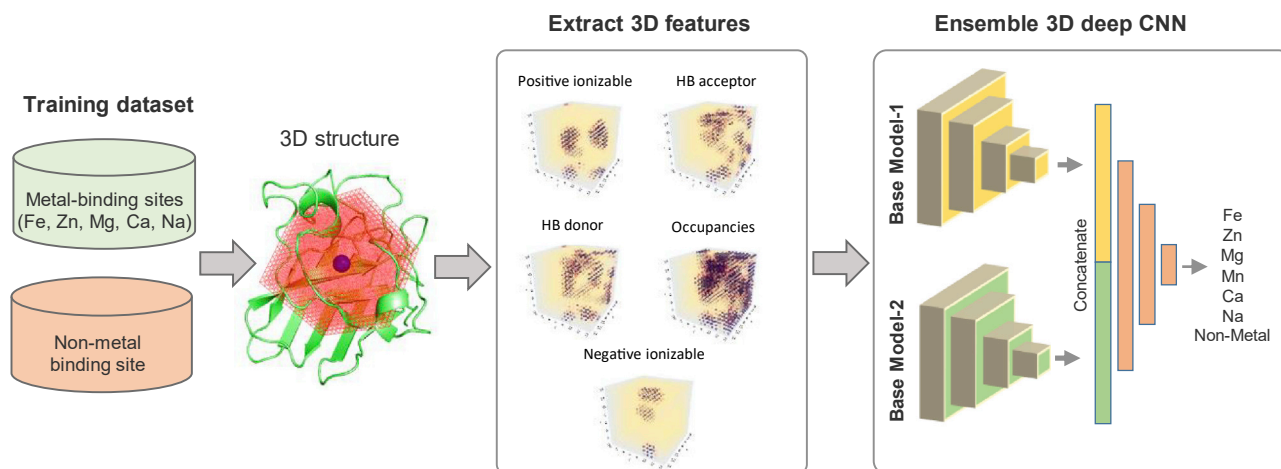 Training dataset
Metal-binding sites
(Fe, Zn, Mg, Ca, Na)
Non-metal
binding site
3D structure
Extract 3D features
Positive ionizable
HB acceptor
HB donor
Occupancies
Negative ionizable
Ensemble 3D deep CNN
Base Model-1
Base Model-2
Concatenate
Fe
Zn
Mg
Mn
Ca
Na
Non-Metal